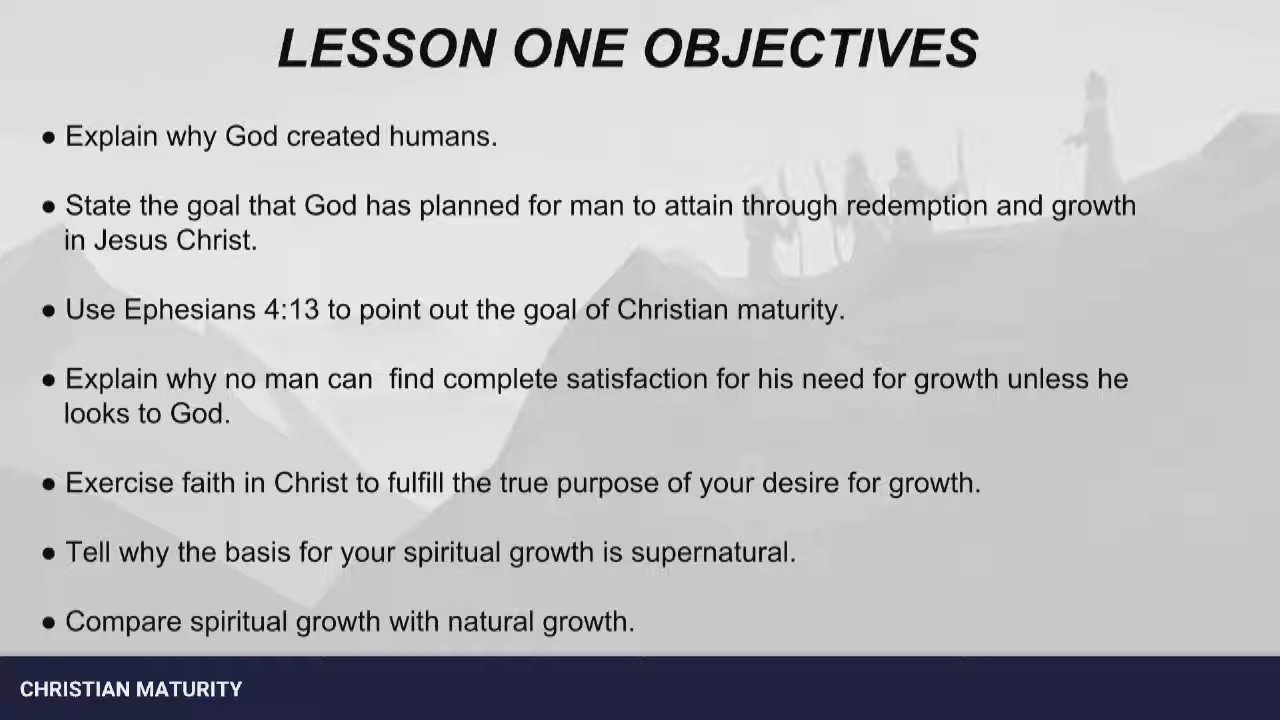 LESSON ONE OBJECTIVES
● Explain why God created humans.
● State the goal that God has planned for man to attain through redemption and growth
in Jesus Christ.
● Use Ephesians 4:13 to point out the goal of Christian maturity.
● Explain why no man can  find complete satisfaction for his need for growth unless he
looks to God.
● Exercise faith in Christ to fulfill the true purpose of your desire for growth.
● Tell why the basis for your spiritual growth is supernatural.
● Compare spiritual growth with natural growth.
CHRISTIAN MATURITY